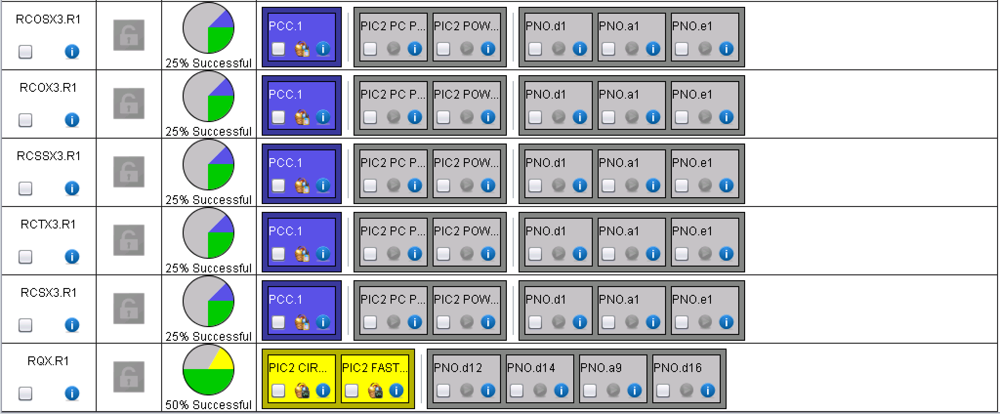 RCOSX3.R1
25% Successful
PCC.1
PIC2 PC P...
PIC2 POW...
PNO.d1
PNO.a1
PNO.e1
RCOX3.R1
25% Successful
PCC.1
PIC2 PC P...
PIC2 POW...
PNO.d1
PNO.a1
PNO.e1
RCSSX3.R1
25% Successful
PCC.1
PIC2 PC P...
PIC2 POW...
PNO.d1
PNO.a1
PNO.e1
RCTX3.R1
25% Successful
PCC.1
PIC2 PC P...
PIC2 POW...
PNO.d1
PNO.a1
PNO.e1
RCSX3.R1
25% Successful
PCC.1
PIC2 PC P...
PIC2 POW...
PNO.d1
PNO.a1
PNO.e1
RQX.R1
50% Successful
PIC2 CIR...
PIC2 FAST...
PNO.d12
PNO.d14
PNO.a9
PNO.d16